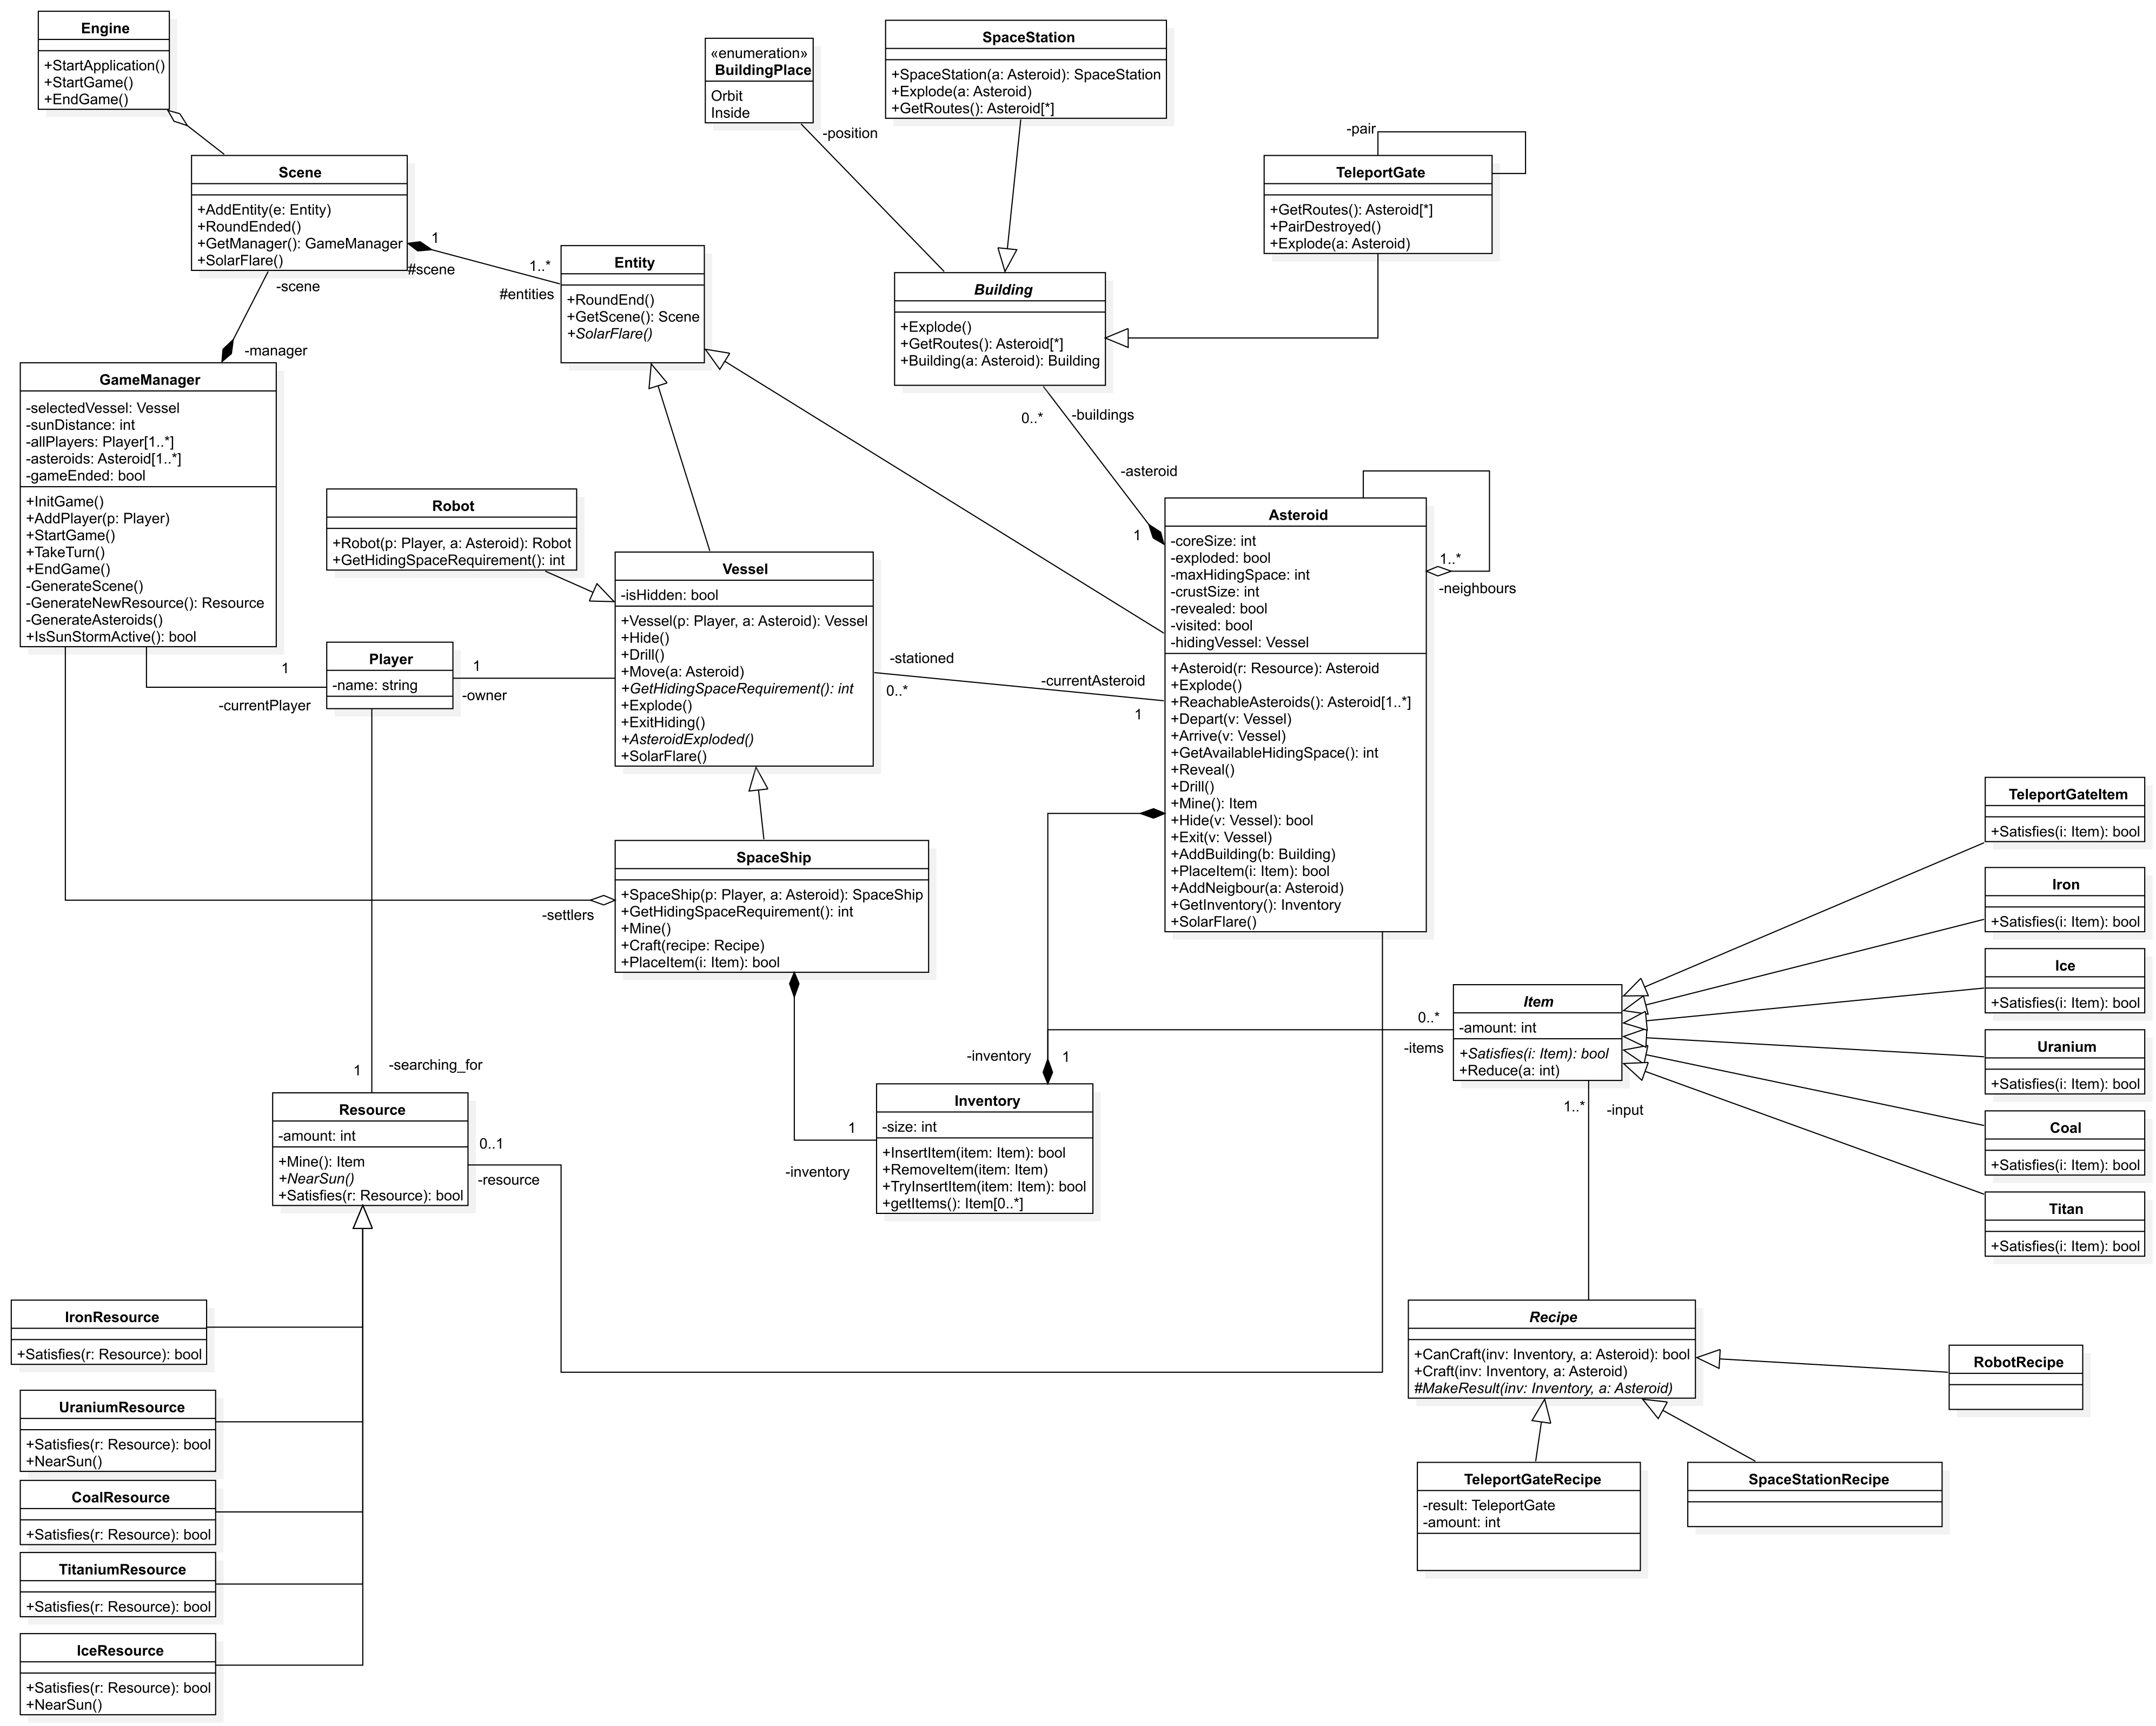 Engine
+StartApplication()
+StartGame()
+EndGame()
«enumeration»
BuildingPlace
Orbit
Inside
SpaceStation
+SpaceStation(a: Asteroid): SpaceStation
+Explode(a: Asteroid)
+GetRoutes(): Asteroid[*]
-position
-pair
TeleportGate
+GetRoutes(): Asteroid[*]
+PairDestroyed()
+Explode(a: Asteroid)
Scene
+AddEntity(e: Entity)
+RoundEnded()
+GetManager(): GameManager
+SolarFlare()
1
#scene
1..*
#entities
-scene
-manager
Entity
+RoundEnd()
+GetScene(): Scene
+SolarFlare()
Building
+Explode()
+GetRoutes(): Asteroid[*]
+Building(a: Asteroid): Building
0..*
-buildings
-asteroid
1
GameManager
-selectedVessel: Vessel
-sunDistance: int
-allPlayers: Player[1..*]
-asteroids: Asteroid[1..*]
-gameEnded: bool
+InitGame()
+AddPlayer(p: Player)
+StartGame()
+TakeTurn()
+EndGame()
-GenerateScene()
-GenerateNewResource(): Resource
-GenerateAsteroids()
+IsSunStormActive(): bool
Robot
+Robot(p: Player, a: Asteroid): Robot
+GetHidingSpaceRequirement(): int
Vessel
-isHidden: bool
+Vessel(p: Player, a: Asteroid): Vessel
+Hide()
+Drill()
+Move(a: Asteroid)
+GetHidingSpaceRequirement(): int
+Explode()
+ExitHiding()
+AsteroidExploded()
+SolarFlare()
Asteroid
-coreSize: int
-exploded: bool
-maxHidingSpace: int
-crustSize: int
-revealed: bool
-visited: bool
-hidingVessel: Vessel
+Asteroid(r: Resource): Asteroid
+Explode()
+ReachableAsteroids(): Asteroid[1..*]
+Depart(v: Vessel)
+Arrive(v: Vessel)
+GetAvailableHidingSpace(): int
+Reveal()
+Drill()
+Mine(): Item
+Hide(v: Vessel): bool
+Exit(v: Vessel)
+AddBuilding(b: Building)
+PlaceItem(i: Item): bool
+AddNeigbour(a: Asteroid)
+GetInventory(): Inventory
+SolarFlare()
1..*
-neighbours
Player
-name: string
1
-currentPlayer
1
-owner
-stationed
0..*
-currentAsteroid
1
SpaceShip
+SpaceShip(p: Player, a: Asteroid): SpaceShip
+GetHidingSpaceRequirement(): int
+Mine()
+Craft(recipe: Recipe)
+PlaceItem(i: Item): bool
-settlers
TeleportGateItem
+Satisfies(i: Item): bool
Iron
+Satisfies(i: Item): bool
Ice
+Satisfies(i: Item): bool
Uranium
+Satisfies(i: Item): bool
Coal
+Satisfies(i: Item): bool
Titan
+Satisfies(i: Item): bool
Item
-amount: int
+Satisfies(i: Item): bool
+Reduce(a: int)
0..*
-items
1..*
-input
-inventory
1
Inventory
-size: int
+InsertItem(item: Item): bool
+RemoveItem(item: Item)
+TryInsertItem(item: Item): bool
+getItems(): Item[0..*]
1
-inventory
1
-searching_for
Resource
-amount: int
+Mine(): Item
+NearSun()
+Satisfies(r: Resource): bool
0..1
-resource
IronResource
+Satisfies(r: Resource): bool
UraniumResource
+Satisfies(r: Resource): bool
+NearSun()
CoalResource
+Satisfies(r: Resource): bool
TitaniumResource
+Satisfies(r: Resource): bool
IceResource
+Satisfies(r: Resource): bool
+NearSun()
Recipe
+CanCraft(inv: Inventory, a: Asteroid): bool
+Craft(inv: Inventory, a: Asteroid)
#MakeResult(inv: Inventory, a: Asteroid)
RobotRecipe
TeleportGateRecipe
-result: TeleportGate
-amount: int
SpaceStationRecipe